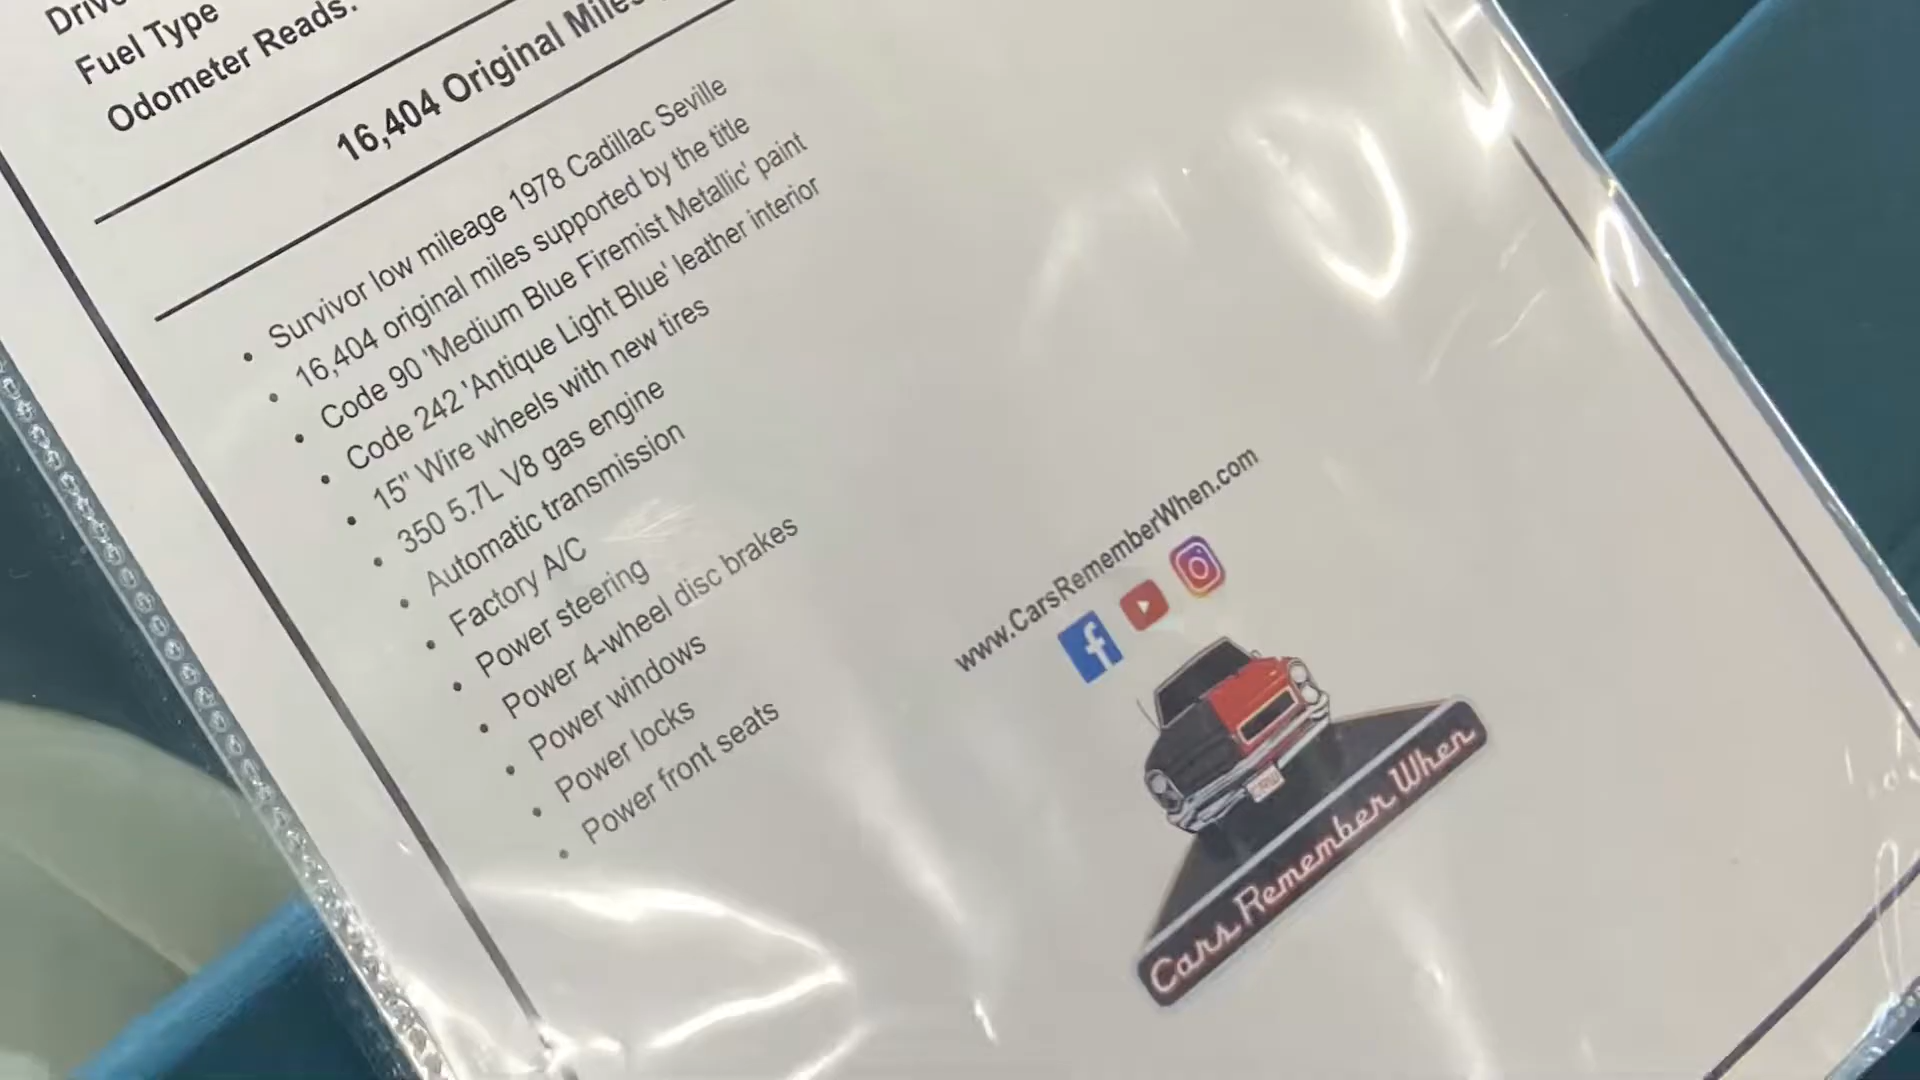 Fuel Type
Odometer Reads:
16,404 Original Miles
• Survivor low mileage 1978 Cadillac Seville
• 16,404 original miles supported by the title
• Code 90 'Medium Blue Firemist Metallic' paint
• Code 242 'Antique Light Blue' leather interior
• 15" Wire wheels with new tires
• 350 5.7L V8 gas engine
• Automatic transmission
• Factory A/C
• Power steering
• Power 4-wheel disc brakes
• Power windows
• Power locks
• Power front seats
www.CarsRememberWhen.com
Cars Remember When